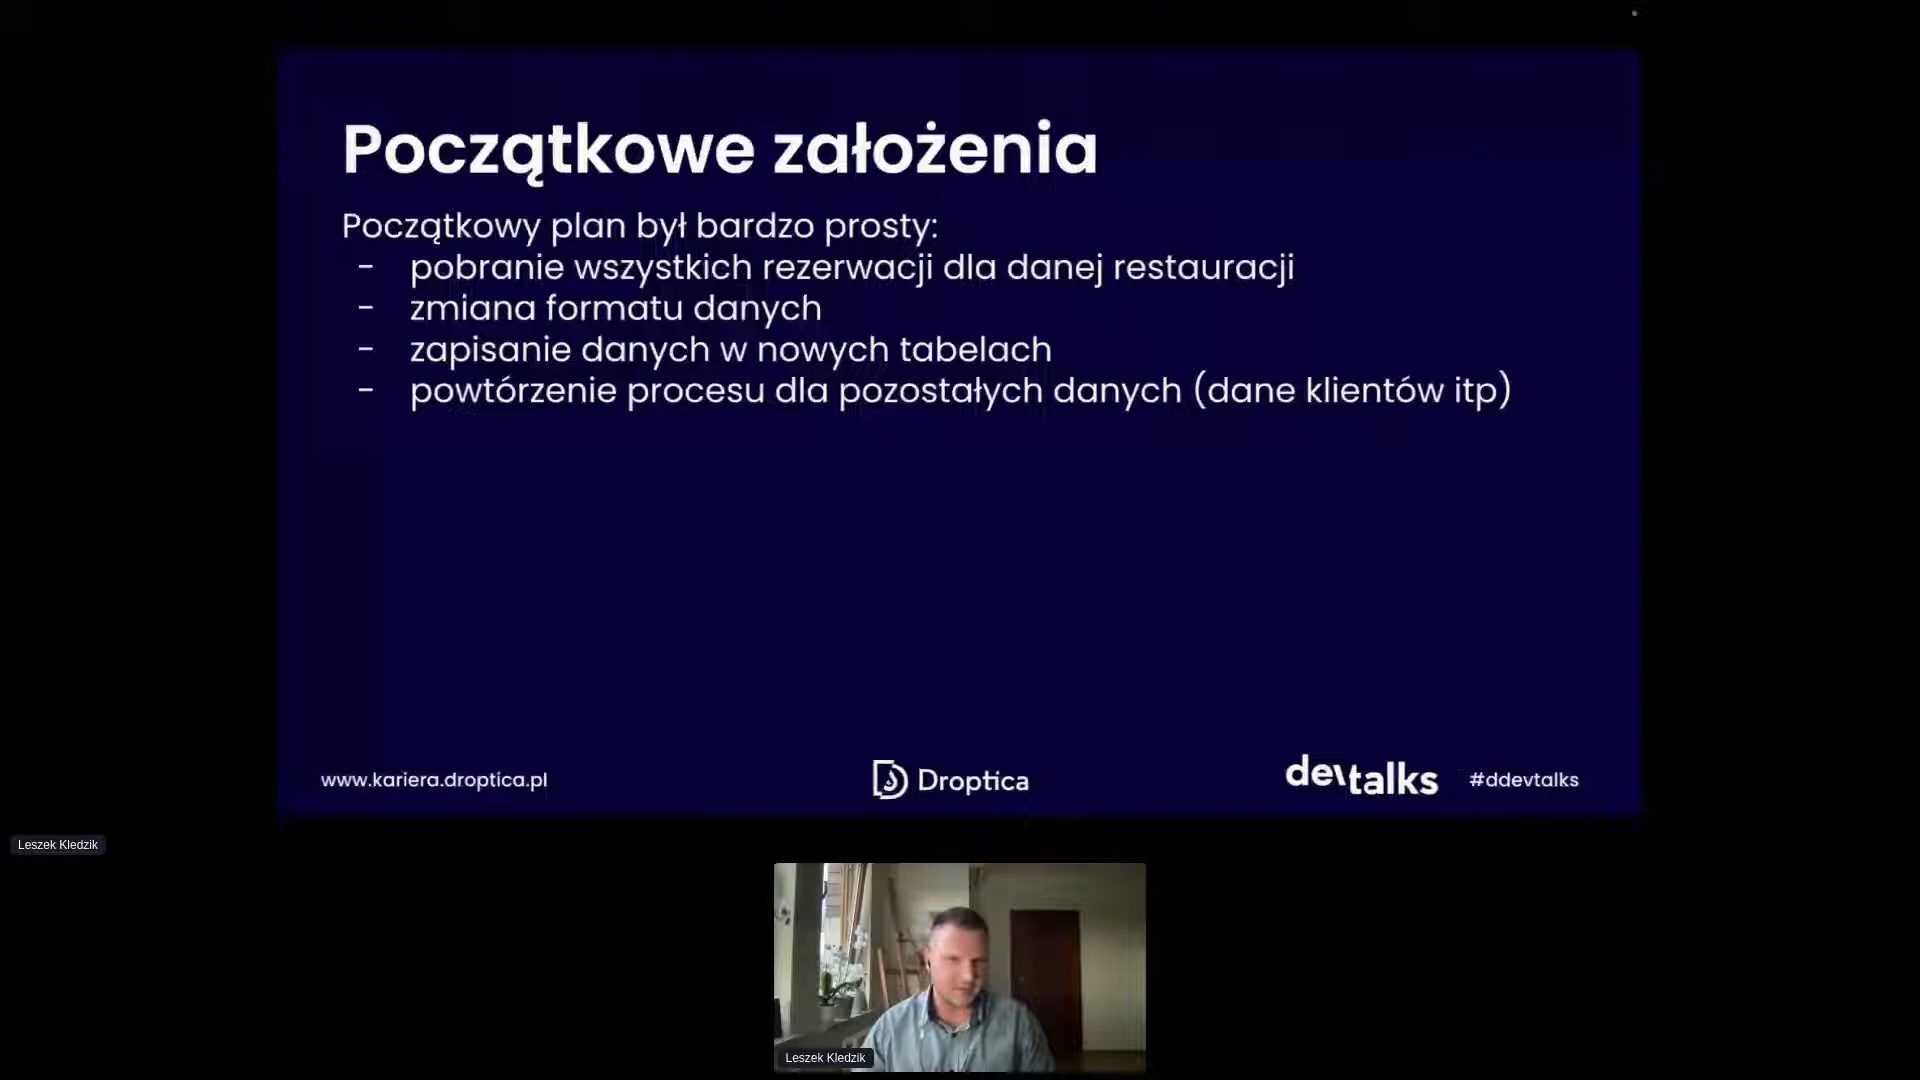 Początkowe założenia
Początkowy plan był bardzo prosty:
- pobranie wszystkich rezerwacji dla danej restauracji
- zmiana formatu danych
- zapisanie danych w nowych tabelach
- powtórzenie procesu dla pozostałych danych (dane klientów itp)
www.kariera.droptica.pl
Droptica
devtalks
#ddevtalks
Leszek Kledzik
Leszek Kledzik